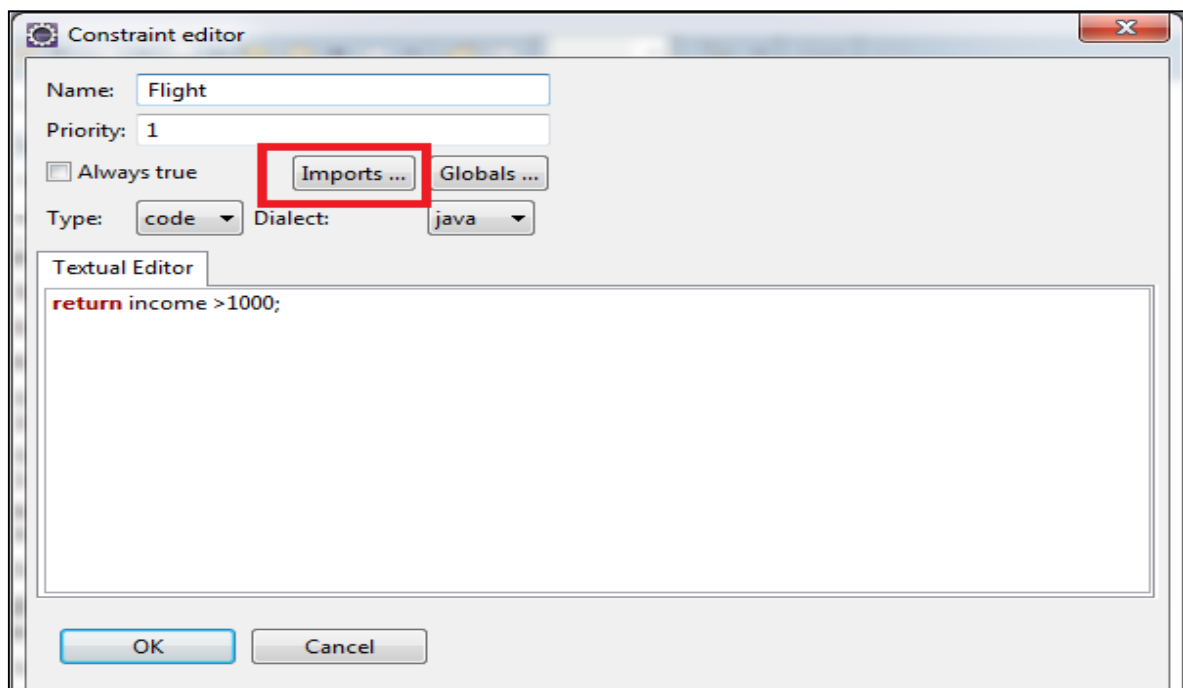 Constraint editor
Name: Flight
Priority: 1
Always true Imports ... Globals ...
Type: code Dialect: java
Textual Editor
return income >1000;
OK Cancel